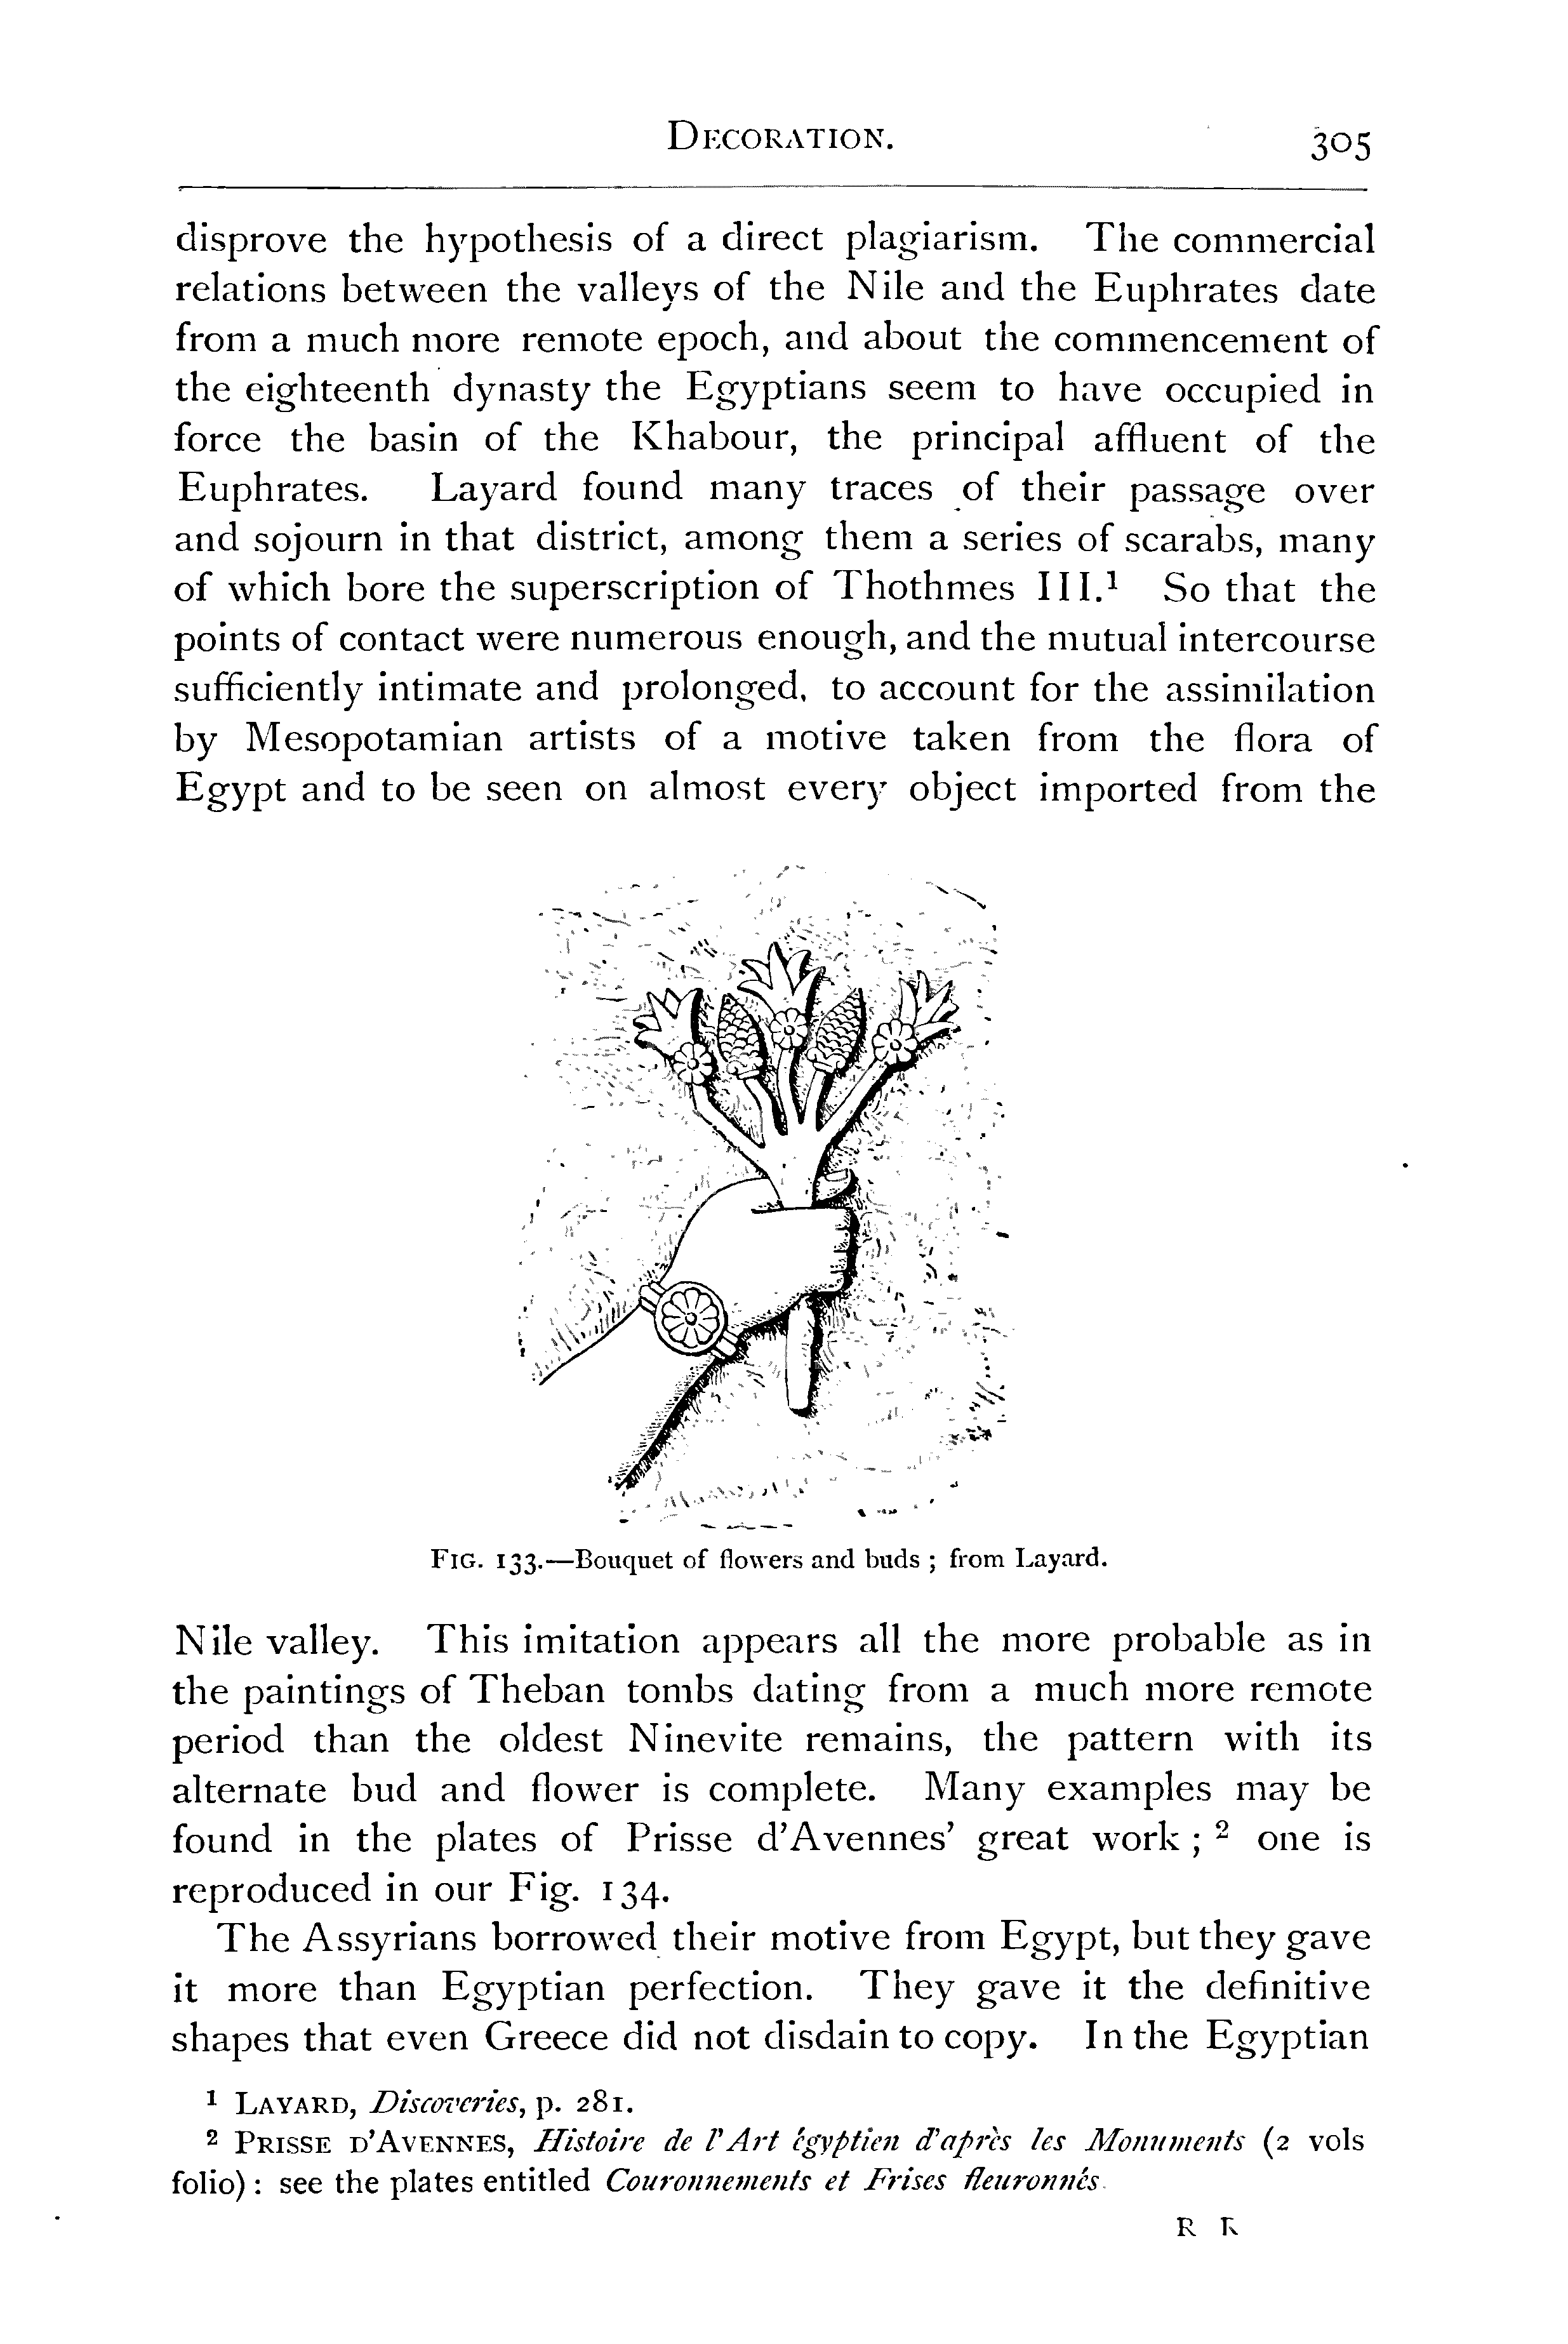 DECORATION. 305
disprove the hypothesis of a direct plagiarism. The commercial
relations between the valleys of the Nile and the Euphrates date
from a much more remote epoch, and about the commencement of
the eighteenth dynasty the Egyptians seem to have occupied in
force the basin of the Khabour, the principal affluent of the
Euphrates. Layard found many traces of their passage over
and sojourn in that district, among them a series of scarabs, many
of which bore the superscription of Thothmes III.¹ So that the
points of contact were numerous enough, and the mutual intercourse
sufficiently intimate and prolonged, to account for the assimilation
by Mesopotamian artists of a motive taken from the flora of
Egypt and to be seen on almost every object imported from the
FIG. 133.—Bouquet of flowers and buds ; from Layard.
Nile valley. This imitation appears all the more probable as in
the paintings of Theban tombs dating from a much more remote
period than the oldest Ninevite remains, the pattern with its
alternate bud and flower is complete. Many examples may be
found in the plates of Prisse d'Avennes' great work ; ² one is
reproduced in our Fig. 134.
The Assyrians borrowed their motive from Egypt, but they gave
it more than Egyptian perfection. They gave it the definitive
shapes that even Greece did not disdain to copy. In the Egyptian
¹ LAYARD, Discoveries, p. 281.
² PRISSE D'AVENNES, Histoire de l'Art égyptien d'après les Monuments (2 vols
folio) : see the plates entitled Couronnements et Frises fleuronnés.
R R